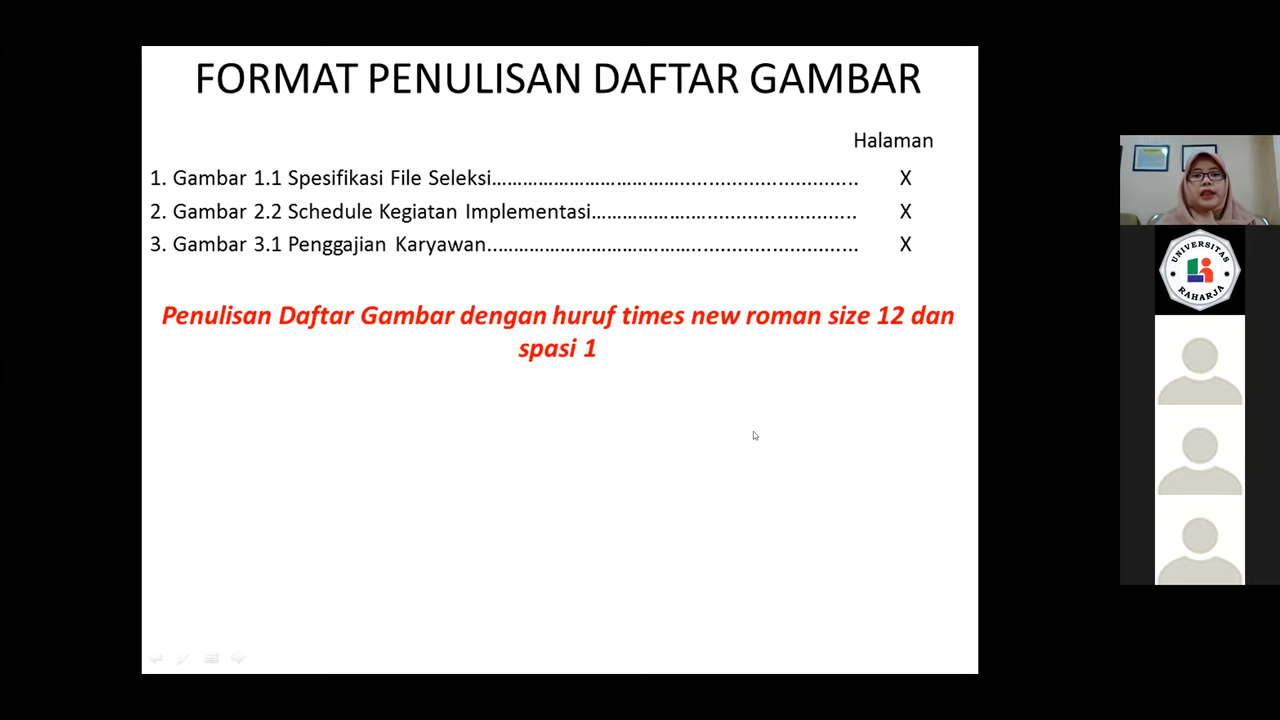 FORMAT PENULISAN DAFTAR GAMBAR
Halaman
1. Gambar 1.1 Spesifikasi File Seleksi............................................................ X
2. Gambar 2.2 Schedule Kegiatan Implementasi............................................ X
3. Gambar 3.1 Penggajian Karyawan............................................................. X
Penulisan Daftar Gambar dengan huruf times new roman size 12 dan
spasi 1
UNIVERSITAS
RAHARJA